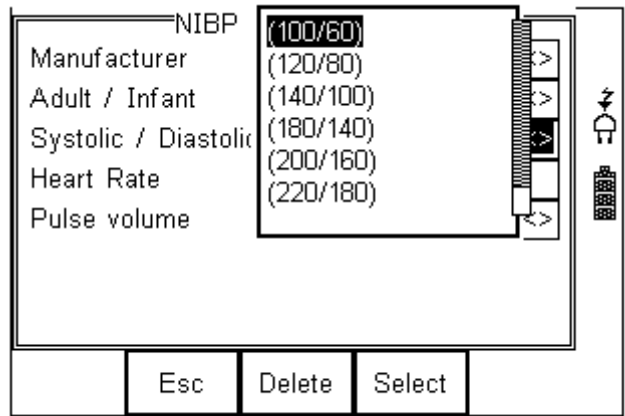 NIBP
Manufacturer <>
Adult / Infant <>
Systolic / Diastolic <>
Heart Rate
Pulse volume <>
(100/60)
(120/80)
(140/100)
(180/140)
(200/160)
(220/180)
Esc Delete Select